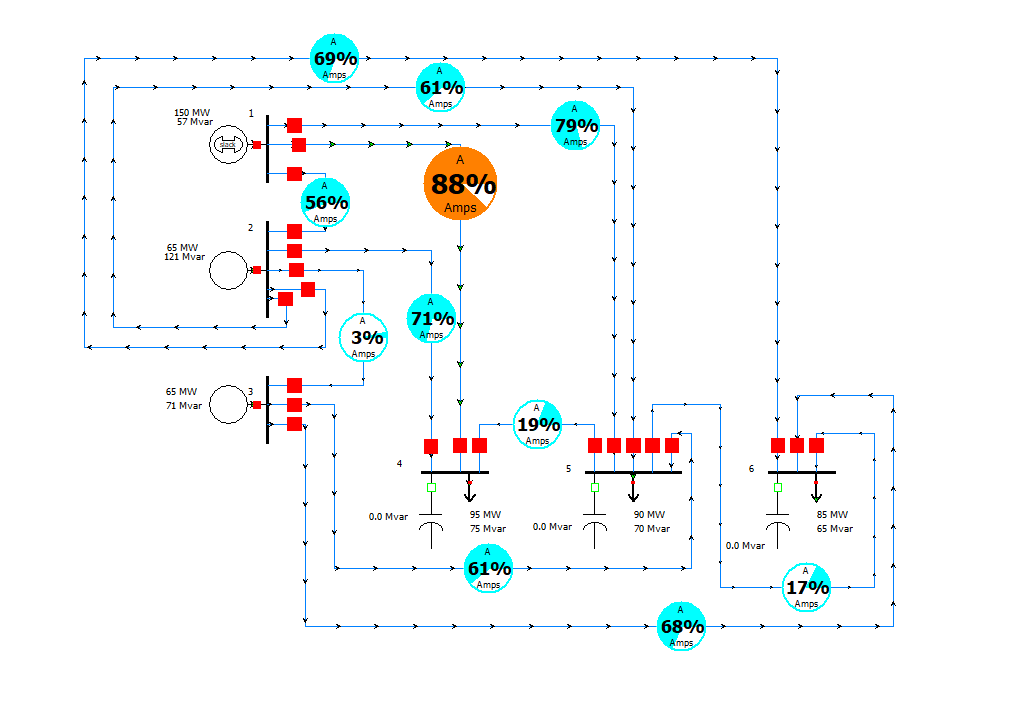 A
69%
Amps
A
61%
Amps
150 MW
57 Mvar
1
slack
A
79%
Amps
A
88%
Amps
A
56%
Amps
2
65 MW
121 Mvar
A
71%
Amps
A
3%
Amps
3
65 MW
71 Mvar
A
19%
Amps
4
5
6
0.0 Mvar
95 MW
75 Mvar
0.0 Mvar
90 MW
70 Mvar
0.0 Mvar
85 MW
65 Mvar
A
61%
Amps
A
17%
Amps
A
68%
Amps